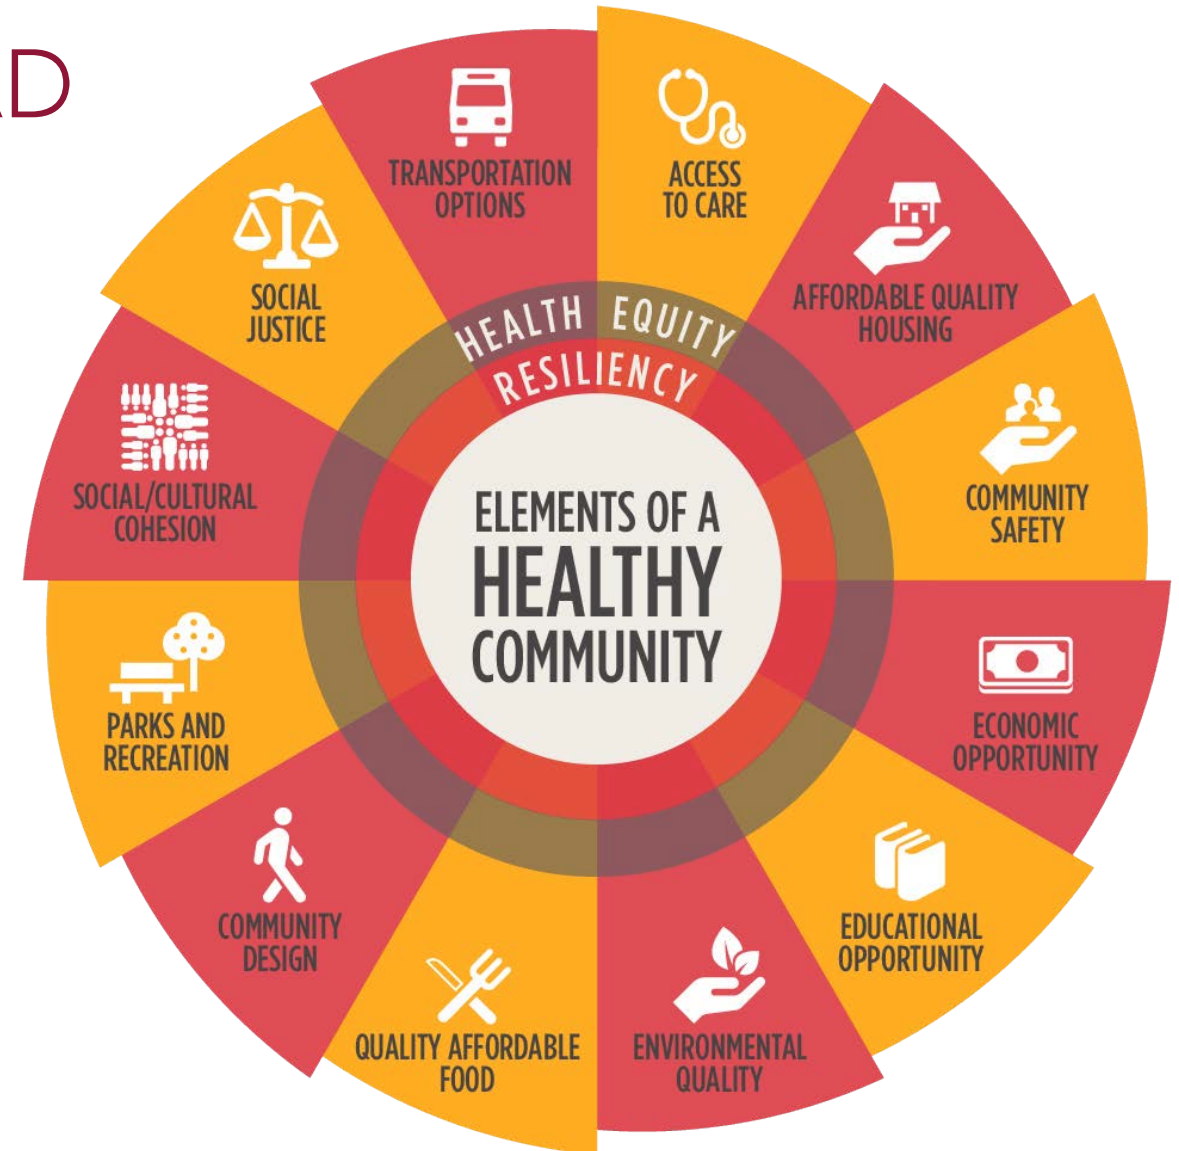 AD
TRANSPORTATION
OPTIONS
ACCESS
TO CARE
AFFORDABLE QUALITY
HOUSING
COMMUNITY
SAFETY
ECONOMIC
OPPORTUNITY
EDUCATIONAL
OPPORTUNITY
ENVIRONMENTAL
QUALITY
QUALITY AFFORDABLE
FOOD
COMMUNITY
DESIGN
PARKS AND
RECREATION
SOCIAL/CULTURAL
COHESION
SOCIAL
JUSTICE
HEALTH EQUITY
RESILIENCY
ELEMENTS OF A
HEALTHY
COMMUNITY